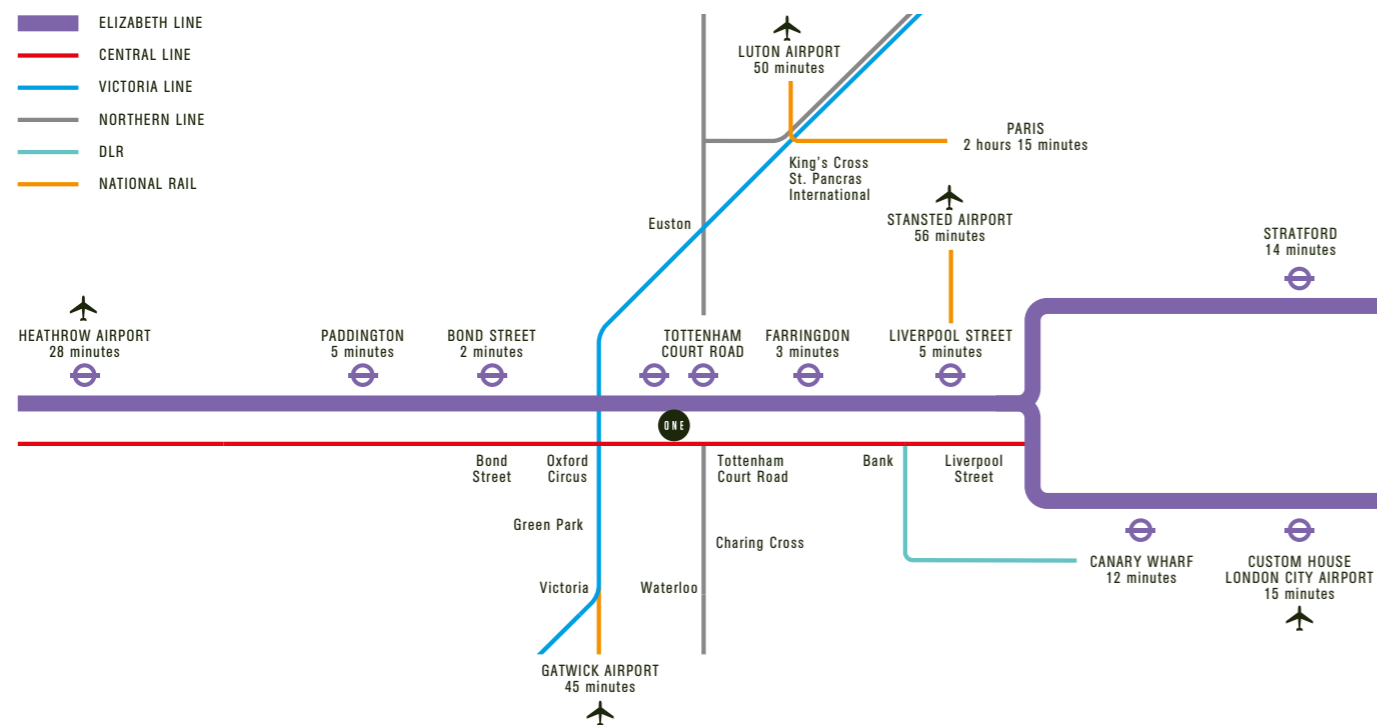 ELIZABETH LINE
CENTRAL LINE
VICTORIA LINE
NORTHERN LINE
DLR
NATIONAL RAIL
LUTON AIRPORT
50 minutes
PARIS
2 hours 15 minutes
King's Cross
St. Pancras
International
STANSTED AIRPORT
56 minutes
Euston
STRATFORD
14 minutes
HEATHROW AIRPORT
28 minutes
PADDINGTON
5 minutes
BOND STREET
2 minutes
TOTTENHAM
COURT ROAD
FARRINGDON
3 minutes
LIVERPOOL STREET
5 minutes
ONE
Bond
Street
Oxford
Circus
Tottenham
Court Road
Bank
Liverpool
Street
Green Park
Charing Cross
Victoria
Waterloo
CANARY WHARF
12 minutes
CUSTOM HOUSE
LONDON CITY AIRPORT
15 minutes
GATWICK AIRPORT
45 minutes